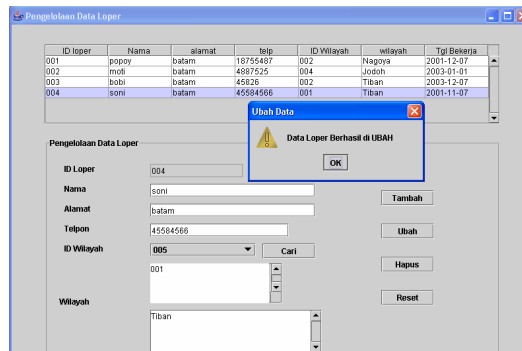 Pengelolaan Data Loper
ID loper Nama alamat telp ID Wilayah wilayah Tgl Bekerja
001 popoy batam 18755487 002 Nagoya 2001-12-07
002 moti batam 4887525 004 Jodoh 2003-01-01
003 bobi batam 45826 002 Tiban 2003-12-02
004 soni batam 45584566 001 Tiban 2001-11-07
Ubah Data
Data Loper Berhasil di UBAH
OK
Pengelolaan Data Loper
ID Loper 004
Nama soni
Tambah
Alamat batam
Telpon 45584566
Ubah
ID Wilayah 005 Cari
001
Hapus
Reset
Wilayah
Tiban